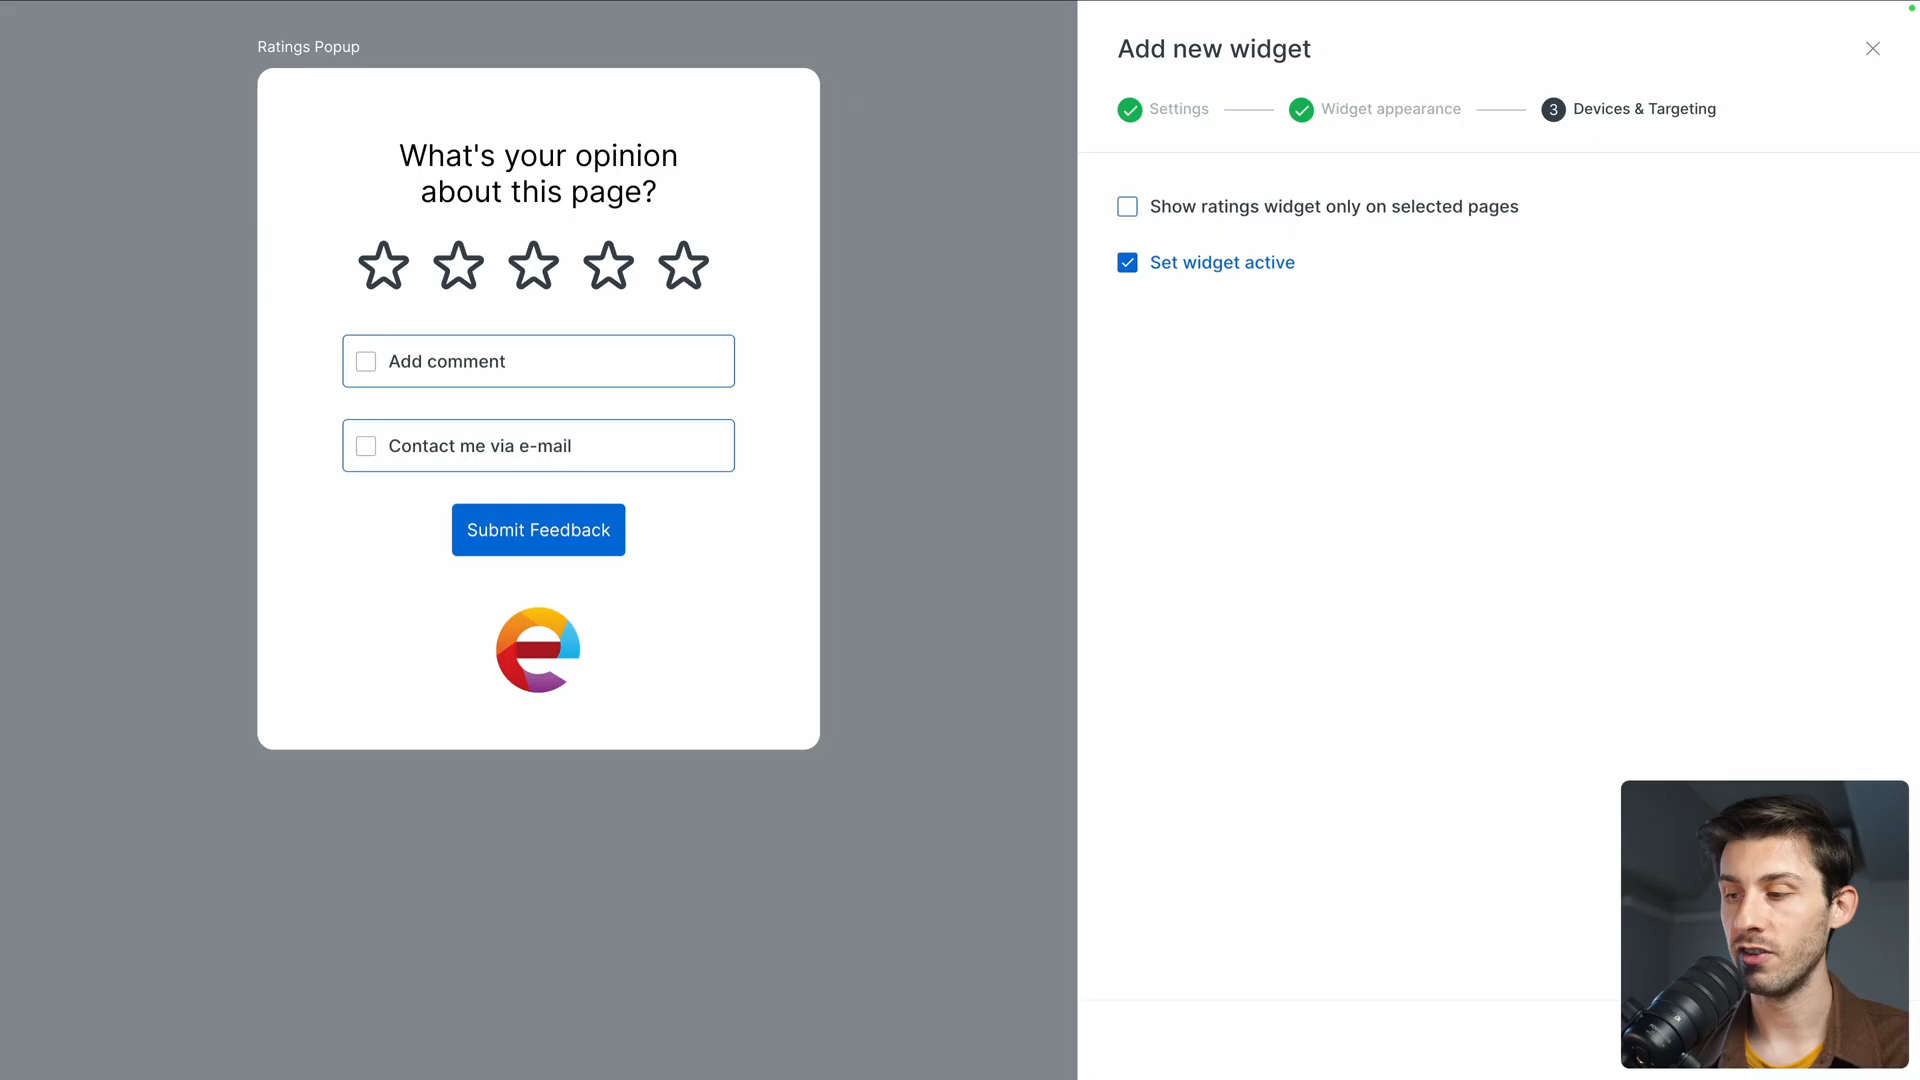 Ratings Popup
What's your opinion
about this page?
Add comment
Contact me via e-mail
Submit Feedback
Add new widget
Settings
Widget appearance
3 Devices & Targeting
Show ratings widget only on selected pages
Set widget active